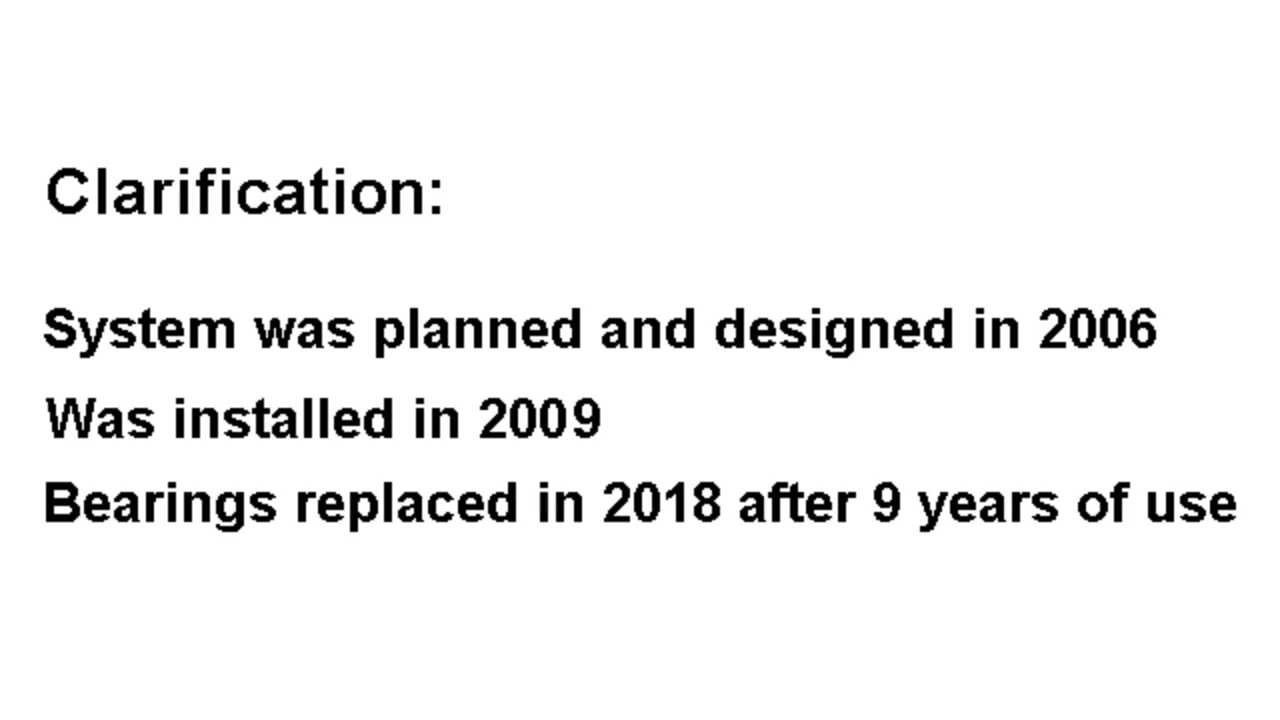 Clarification:
System was planned and designed in 2006
Was installed in 2009
Bearings replaced in 2018 after 9 years of use